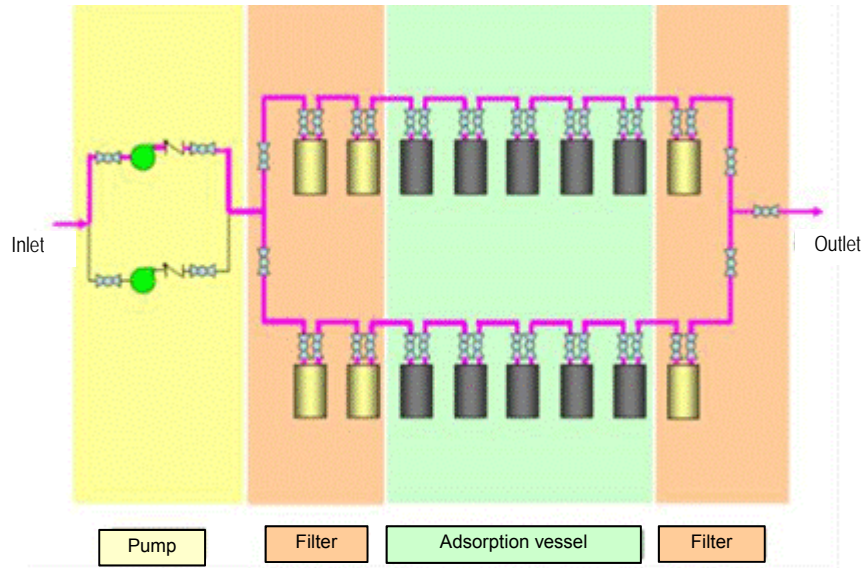 Inlet
Outlet
Pump
Filter
Adsorption vessel
Filter